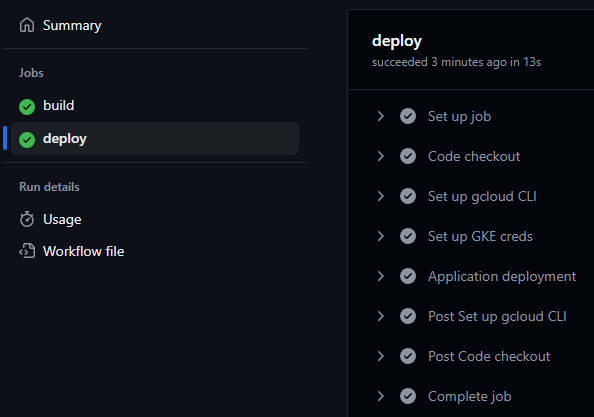 Summary
Jobs
build
deploy
Run details
Usage
Workflow file
deploy
succeeded 3 minutes ago in 13s
Set up job
Code checkout
Set up gcloud CLI
Set up GKE creds
Application deployment
Post Set up gcloud CLI
Post Code checkout
Complete job